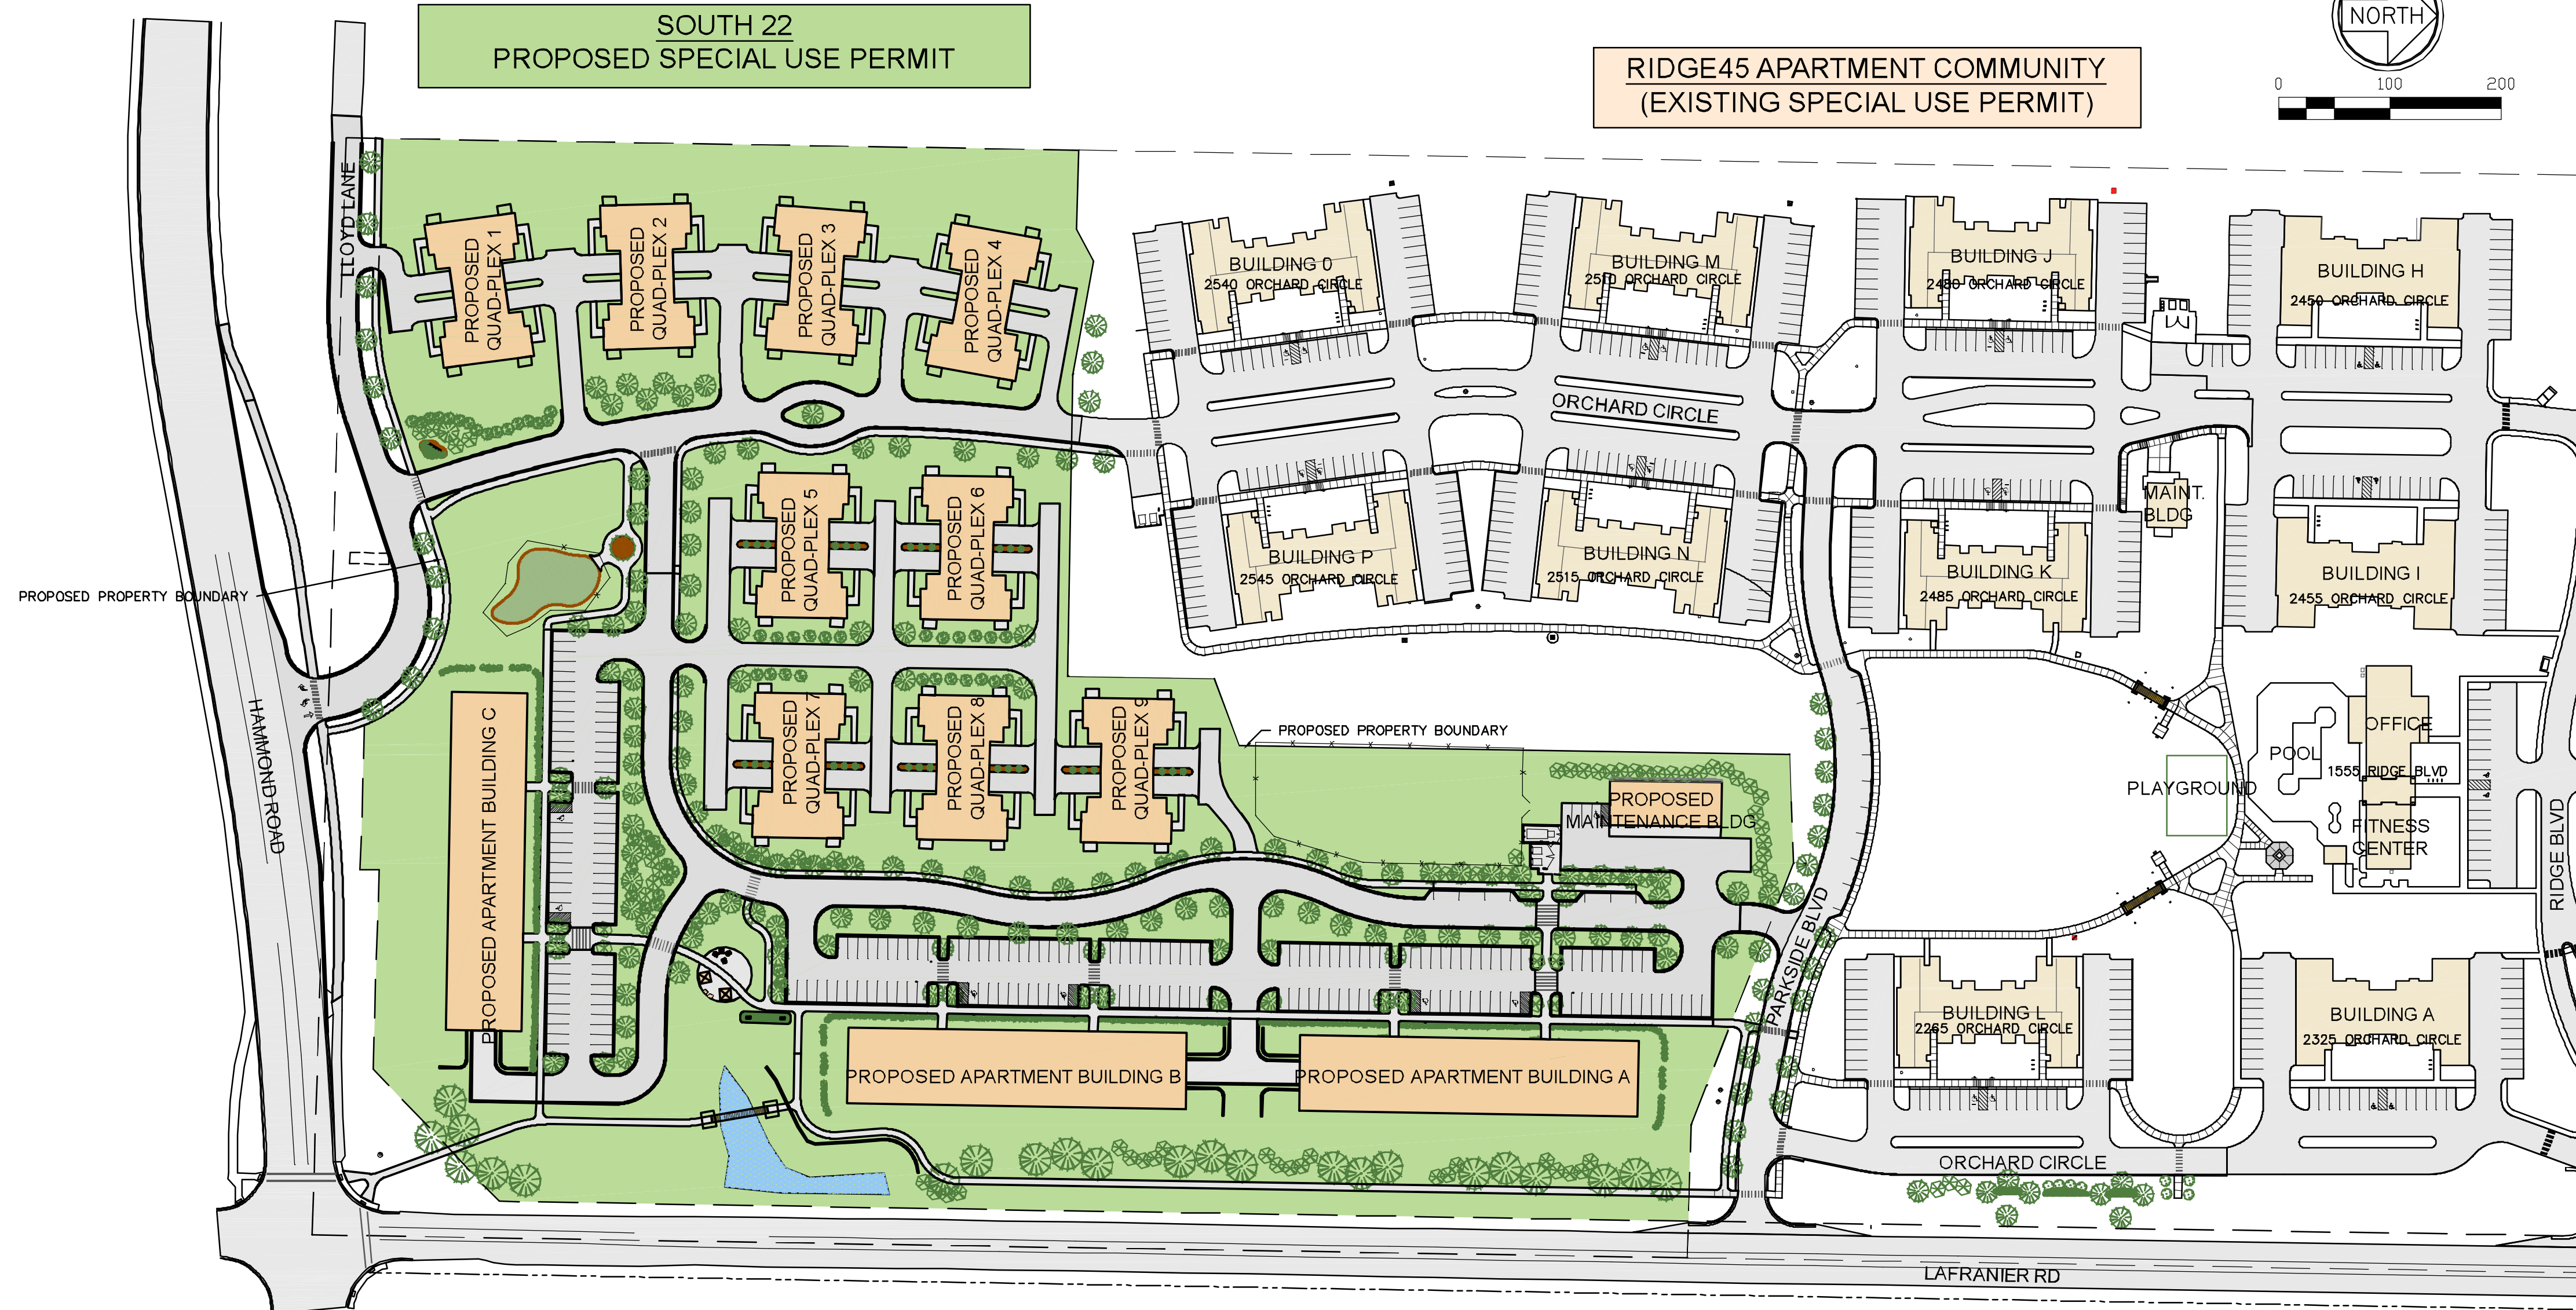 SOUTH 22
PROPOSED SPECIAL USE PERMIT
RIDGE45 APARTMENT COMMUNITY
(EXISTING SPECIAL USE PERMIT)
NORTH
0 100 200
LLOYD LANE
PROPOSED
QUAD-PLEX 1
PROPOSED
QUAD-PLEX 2
PROPOSED
QUAD-PLEX 3
PROPOSED
QUAD-PLEX 4
BUILDING 0
2540 ORCHARD CIRCLE
BUILDING M
2510 ORCHARD CIRCLE
BUILDING J
2480 ORCHARD CIRCLE
BUILDING H
2450 ORCHARD CIRCLE
ORCHARD CIRCLE
PROPOSED
QUAD-PLEX 5
PROPOSED
QUAD-PLEX 6
BUILDING P
2545 ORCHARD CIRCLE
BUILDING N
2515 ORCHARD CIRCLE
BUILDING K
2485 ORCHARD CIRCLE
MAINT.
BLDG
BUILDING I
2455 ORCHARD CIRCLE
PROPOSED PROPERTY BOUNDARY
HAMMOND ROAD
PROPOSED APARTMENT BUILDING C
PROPOSED
QUAD-PLEX 7
PROPOSED
QUAD-PLEX 8
PROPOSED
QUAD-PLEX 9
PROPOSED PROPERTY BOUNDARY
PROPOSED
MAINTENANCE BLDG
PARKSIDE BLVD
PLAYGROUND
POOL
OFFICE
1555 RIDGE BLVD
FITNESS
CENTER
RIDGE BLVD
BUILDING L
2265 ORCHARD CIRCLE
BUILDING A
2325 ORCHARD CIRCLE
PROPOSED APARTMENT BUILDING B
PROPOSED APARTMENT BUILDING A
ORCHARD CIRCLE
LAFRANIER RD